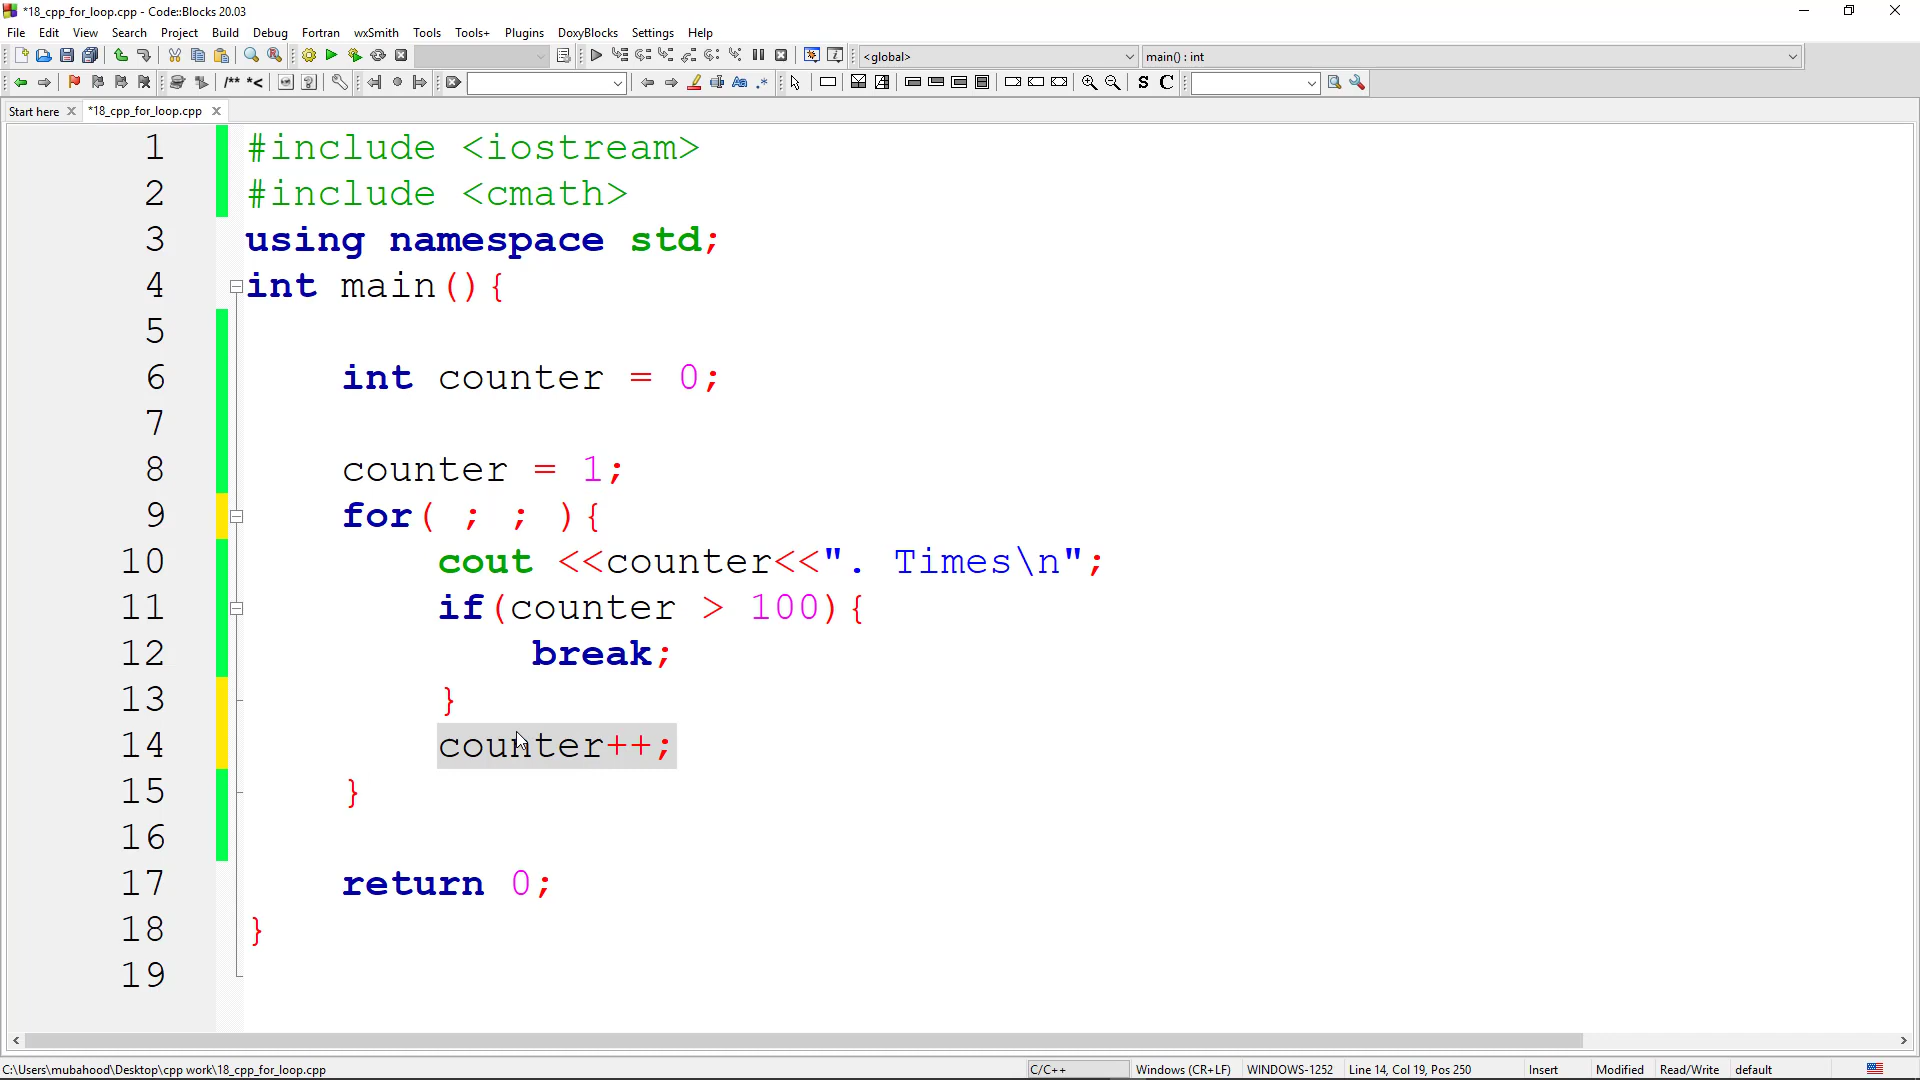 *18_cpp_for_loop.cpp - Code::Blocks 20.03
File Edit View Search Project Build Debug Fortran wxSmith Tools Tools+ Plugins DoxyBlocks Settings Help
<global> main() : int
/** *< Aa .* S C
Start here *18_cpp_for_loop.cpp
1 #include <iostream>
2 #include <cmath>
3 using namespace std;
4 int main(){
5
6 int counter = 0;
7
8 counter = 1;
9 for( ; ; ){
10 cout <<counter<<". Times\n";
11 if(counter > 100){
12 break;
13 }
14 counter++;
15 }
16
17 return 0;
18 }
19
C:\Users\mubahood\Desktop\cpp work\18_cpp_for_loop.cpp C/C++ Windows (CR+LF) WINDOWS-1252 Line 14, Col 19, Pos 250 Insert Modified Read/Write default